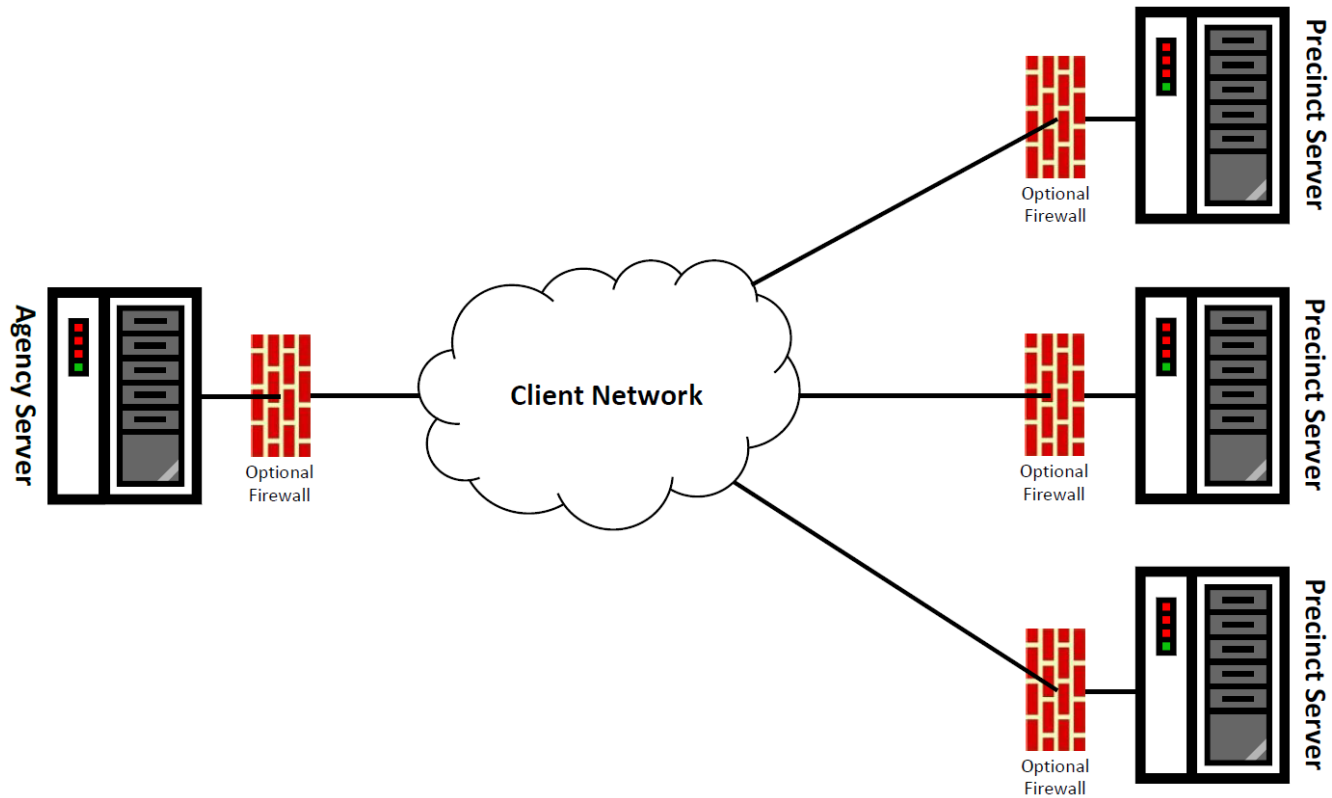 Precinct Server
Optional
Firewall
Agency Server
Optional
Firewall
Client Network
Optional
Firewall
Precinct Server
Optional
Firewall
Precinct Server